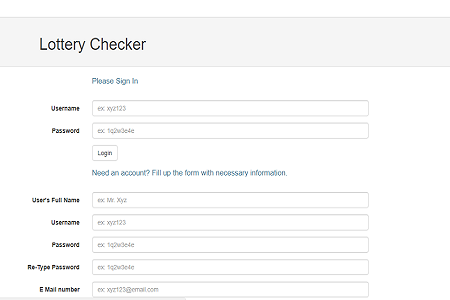 Lottery Checker
Please Sign In
Username
ex: xyz123
Password
ex: 1q2w3e4e
Login
Need an account? Fill up the form with necessary information.
User's Full Name
ex: Mr. Xyz
Username
ex: xyz123
Password
ex: 1q2w3e4e
Re-Type Password
ex: 1q2w3e4e
E Mail number
ex: xyz123@email.com